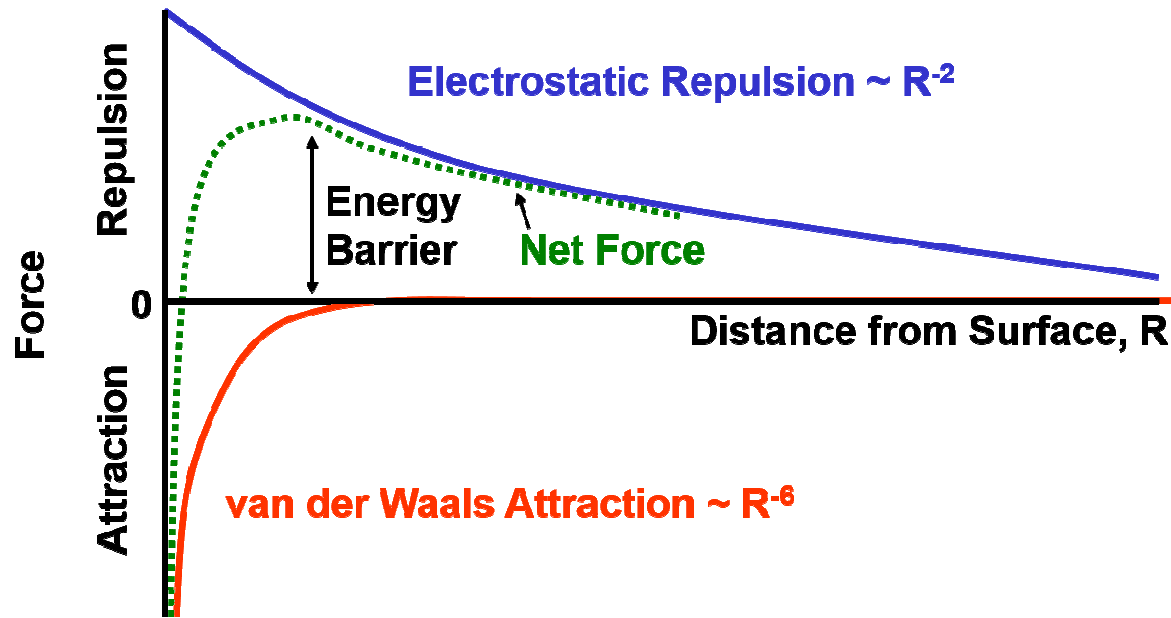 Electrostatic Repulsion ~ R⁻²
Repulsion
Energy
Barrier
Net Force
Force
0
Distance from Surface, R
Attraction
van der Waals Attraction ~ R⁻⁶